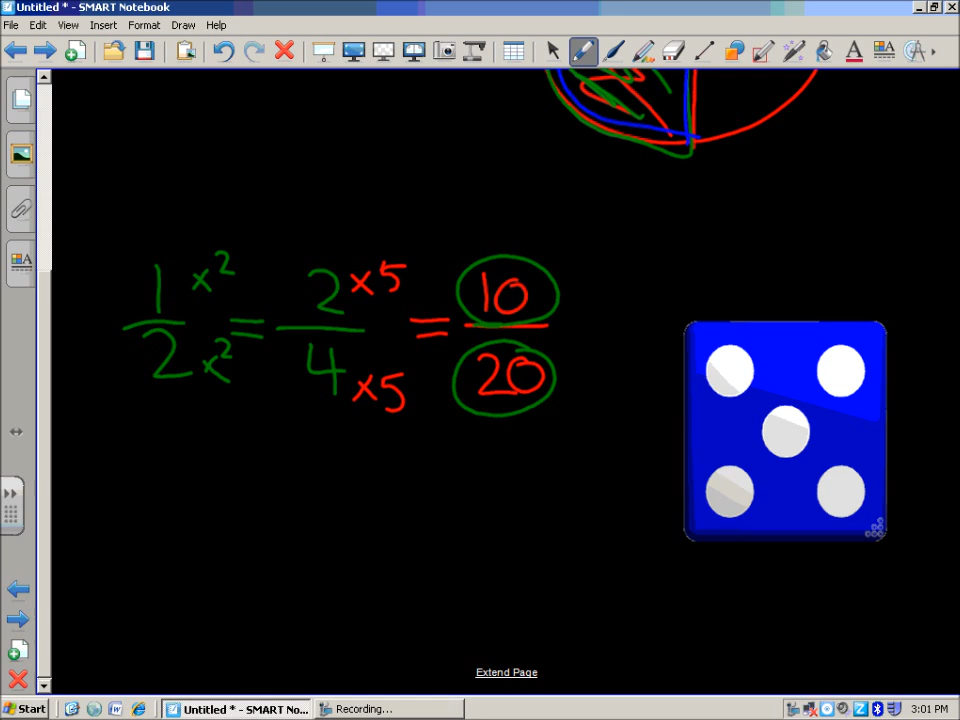 Untitled * - SMART Notebook
File Edit View Insert Format Draw Help
1 x2 = 2 x5 = 10
2 x2 4 x5 20
Extend Page
Start Untitled * - SMART No... Recording... 3:01 PM